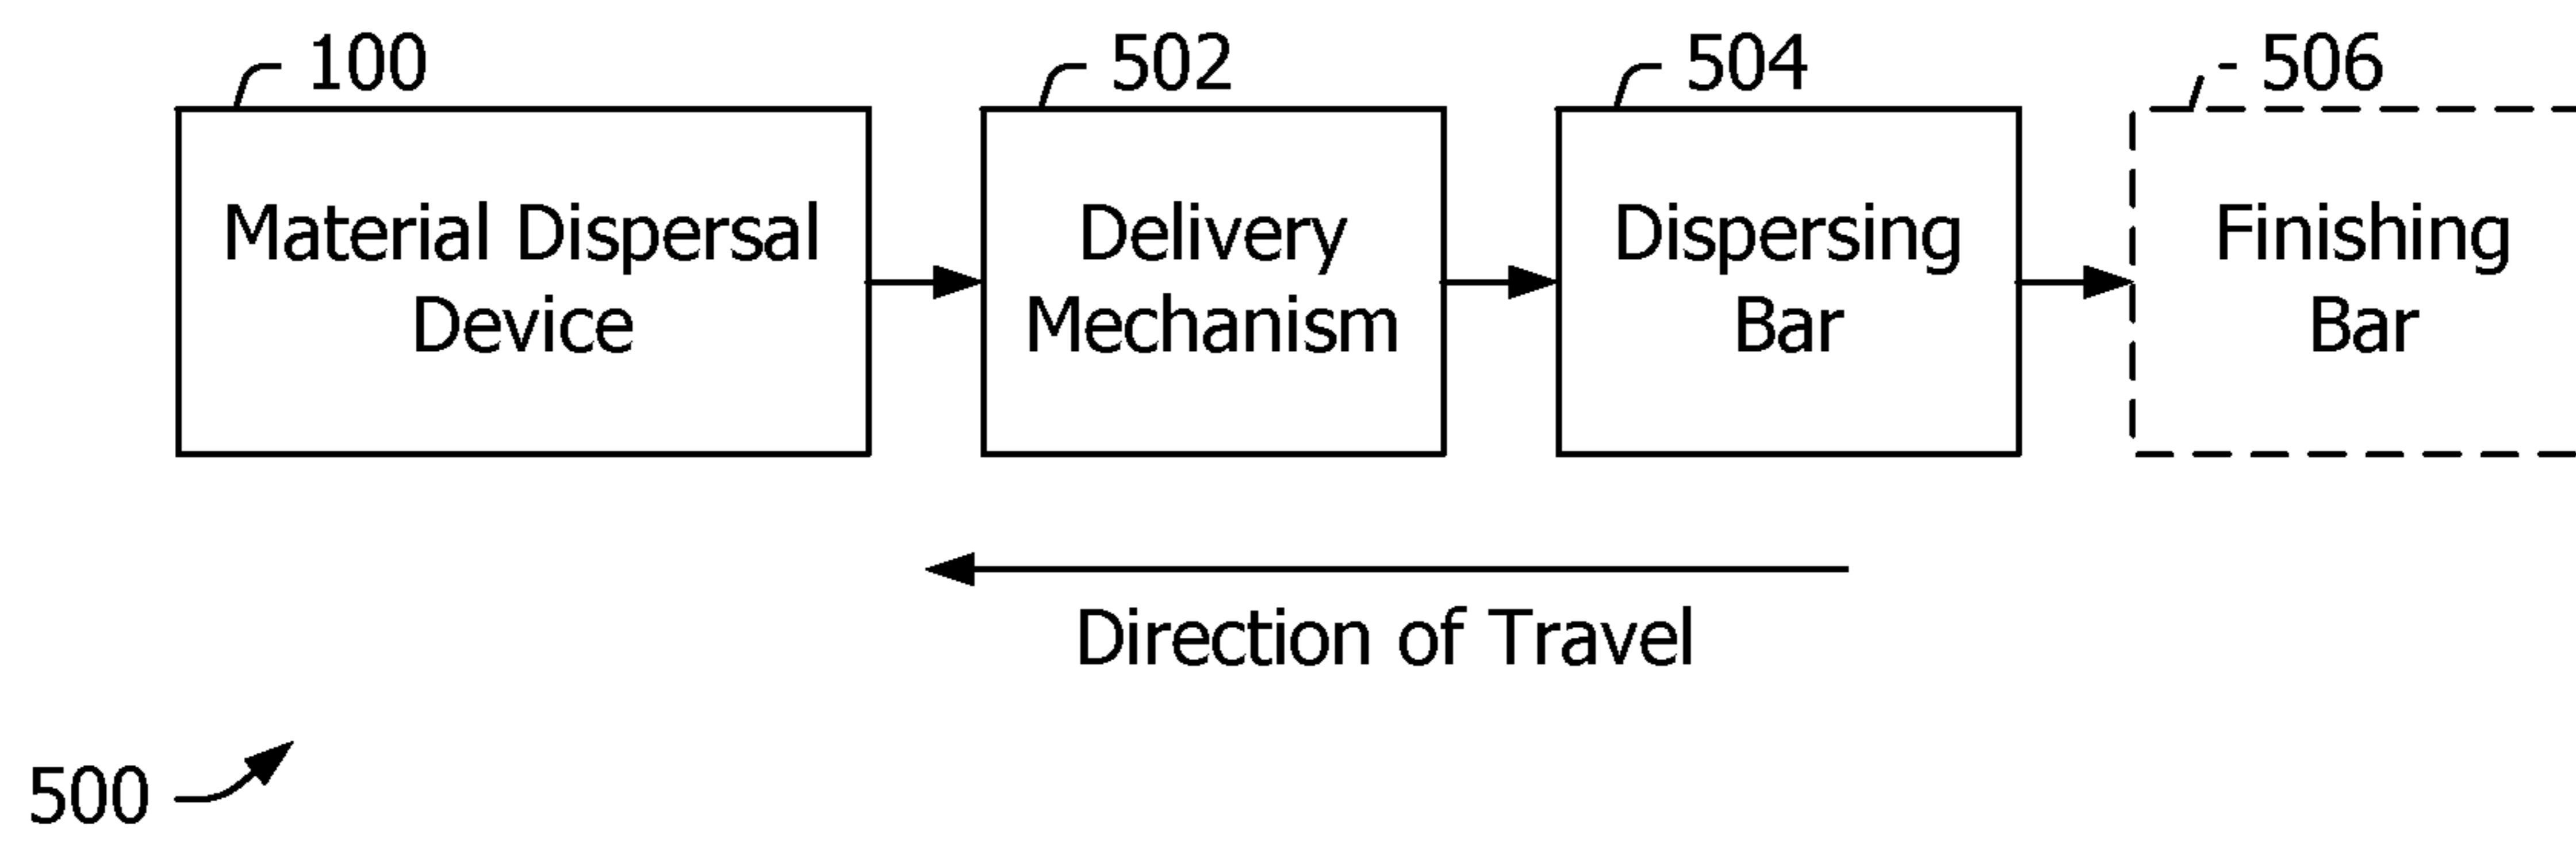 100
502
504
506
Material Dispersal
Device
Delivery
Mechanism
Dispersing
Bar
Finishing
Bar
Direction of Travel
500